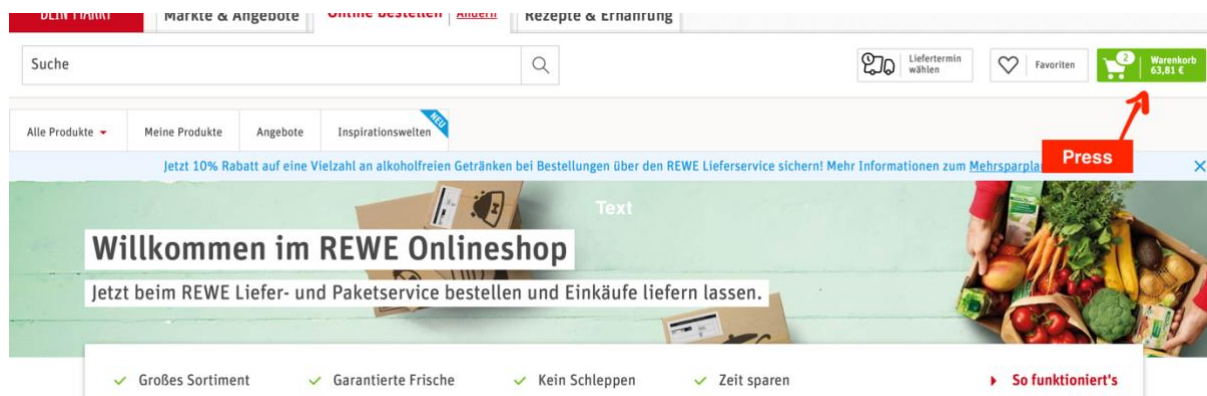 DEIN MARKT
Märkte & Angebote
Online bestellen | Ändern
Rezepte & Ernährung
Suche
Liefertermin
wählen
Favoriten
2
Warenkorb
63,81 €
Alle Produkte
Meine Produkte
Angebote
Inspirationswelten
NEU
Press
Jetzt 10% Rabatt auf eine Vielzahl an alkoholfreien Getränken bei Bestellungen über den REWE Lieferservice sichern! Mehr Informationen zum Mehrsparpla
Text
Willkommen im REWE Onlineshop
Jetzt beim REWE Liefer- und Paketservice bestellen und Einkäufe liefern lassen.
Großes Sortiment
Garantierte Frische
Kein Schleppen
Zeit sparen
So funktioniert's